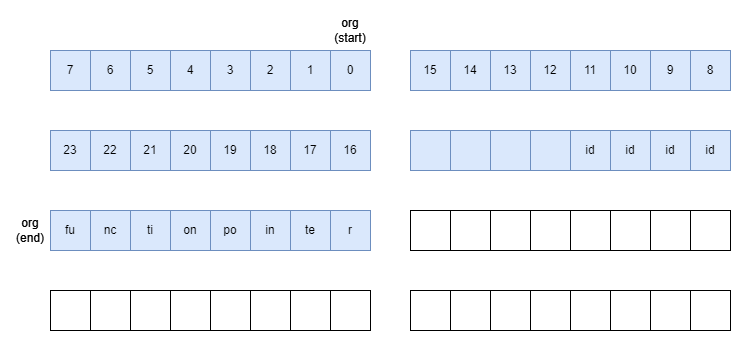 org
(start)
7 6 5 4 3 2 1 0 15 14 13 12 11 10 9 8
23 22 21 20 19 18 17 16 id id id id
org
(end)
fu nc ti on po in te r